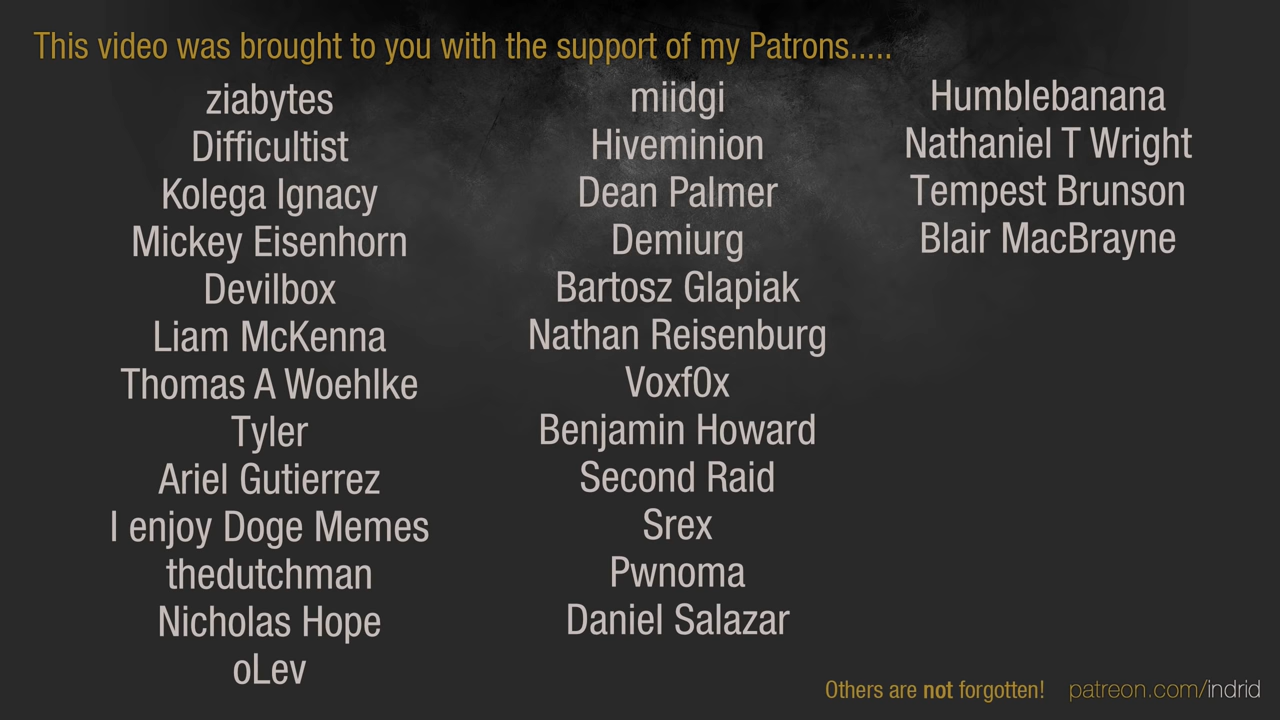 This video was brought to you with the support of my Patrons.....
ziabytes
Difficultist
Kolega Ignacy
Mickey Eisenhorn
Devilbox
Liam McKenna
Thomas A Woehlke
Tyler
Ariel Gutierrez
I enjoy Doge Memes
thedutchman
Nicholas Hope
oLev
miidgi
Hiveminion
Dean Palmer
Demiurg
Bartosz Glapiak
Nathan Reisenburg
Voxf0x
Benjamin Howard
Second Raid
Srex
Pwnoma
Daniel Salazar
Humblebanana
Nathaniel T Wright
Tempest Brunson
Blair MacBrayne
Others are not forgotten! patreon.com/indrid